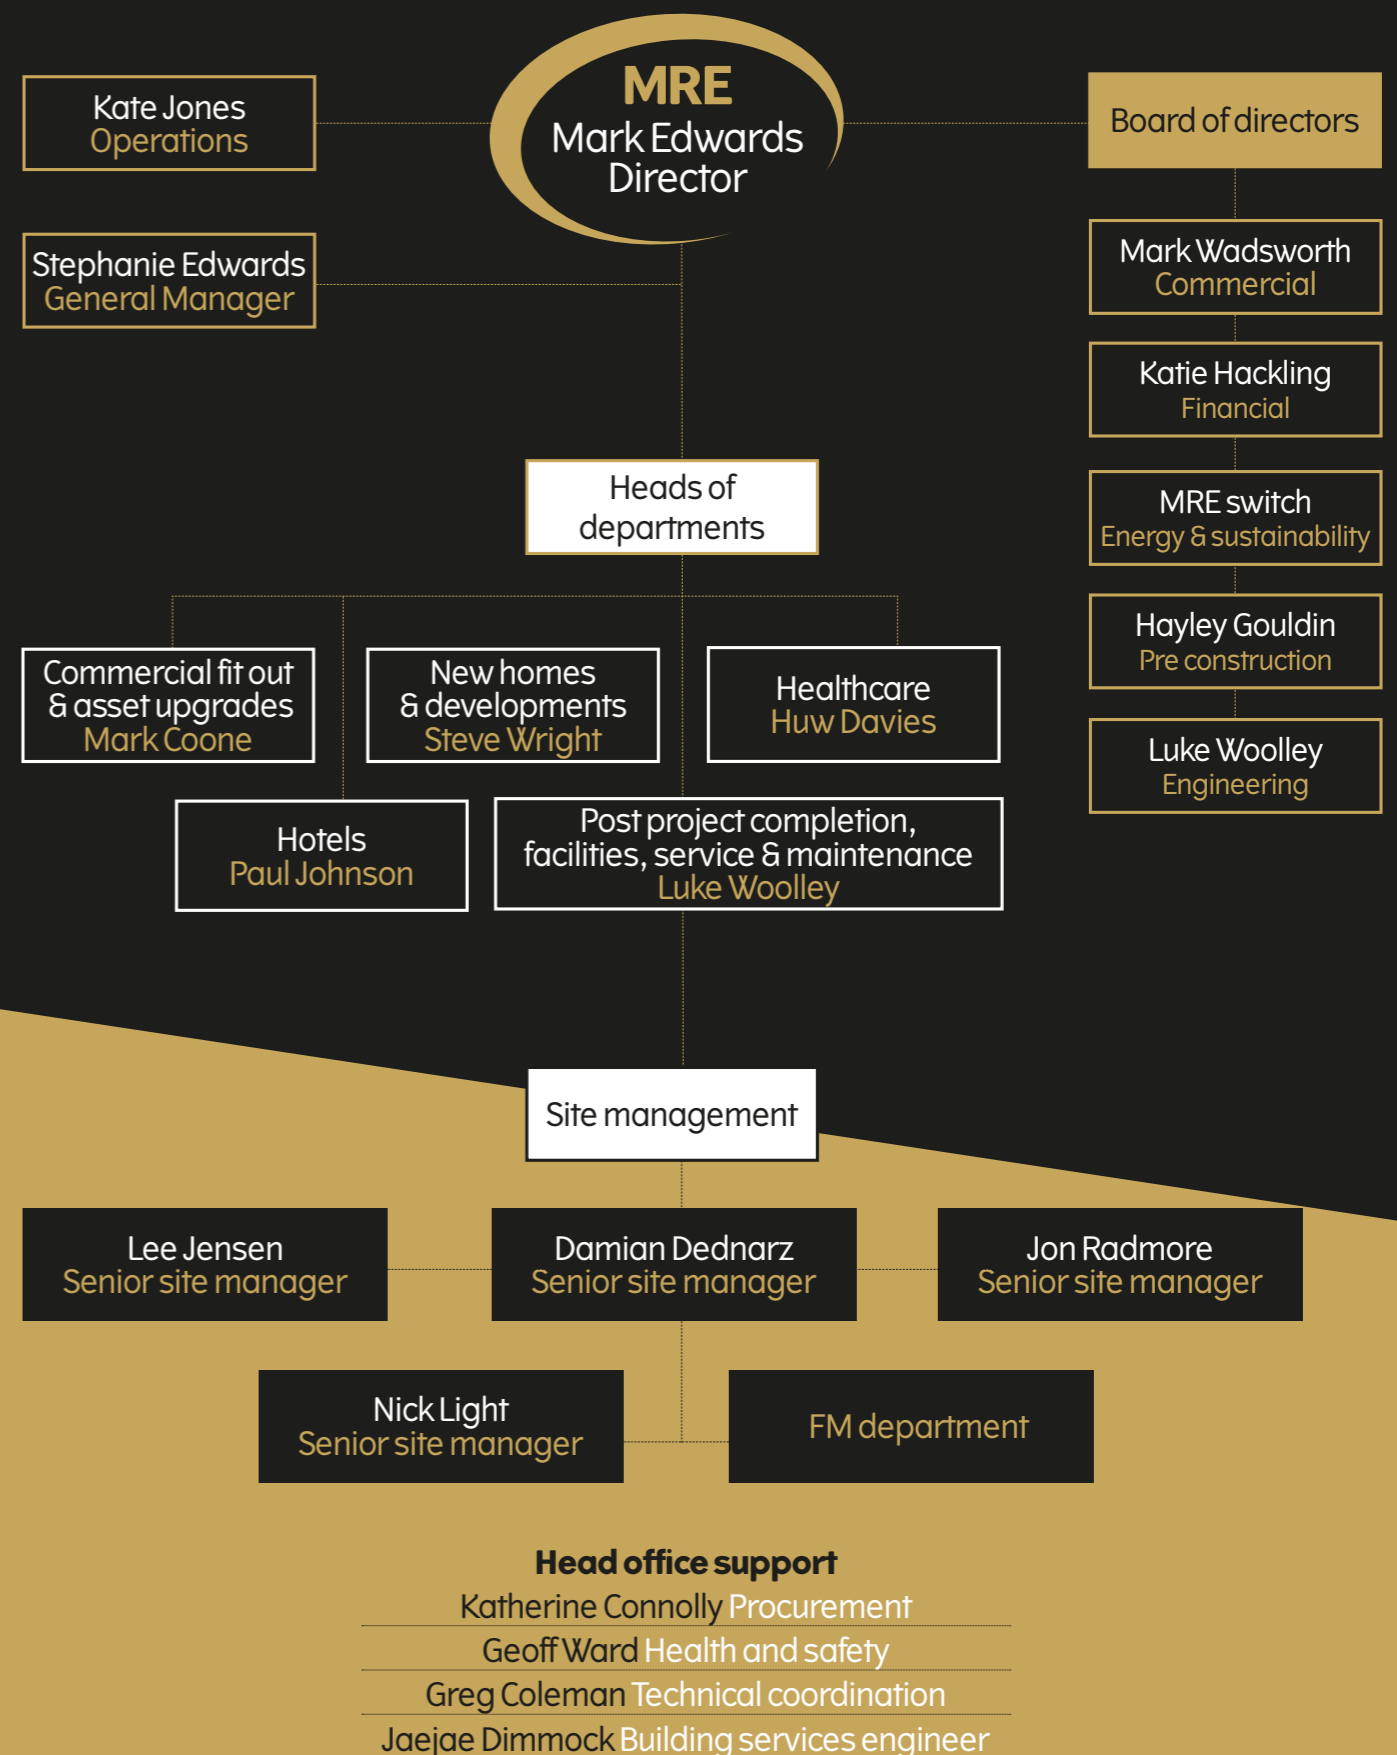 MRE
Mark Edwards
Director
Kate Jones
Operations
Board of directors
Stephanie Edwards
General Manager
Mark Wadsworth
Commercial
Katie Hackling
Financial
MRE switch
Energy & sustainability
Hayley Gouldin
Pre construction
Luke Woolley
Engineering
Heads of
departments
Commercial fit out
& asset upgrades
Mark Coone
New homes
& developments
Steve Wright
Healthcare
Huw Davies
Hotels
Paul Johnson
Post project completion,
facilities, service & maintenance
Luke Woolley
Site management
Lee Jensen
Senior site manager
Damian Dednarz
Senior site manager
Jon Radmore
Senior site manager
Nick Light
Senior site manager
FM department
Head office support
Katherine Connolly Procurement
Geoff Ward Health and safety
Greg Coleman Technical coordination
Jaejae Dimmock Building services engineer